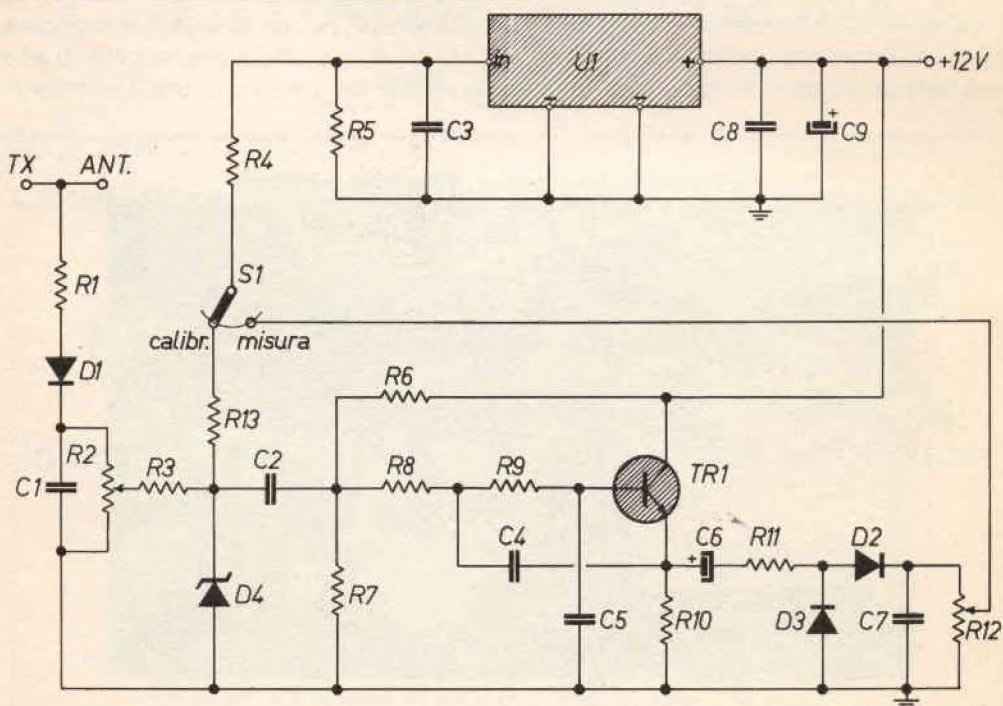 U1
In
+
+12V
-
-
R5
C3
C8
+
C9
R4
TX
ANT.
R1
S1
calibr.
misura
D1
R6
R13
R2
R3
C2
R8
R9
TR1
C1
C4
C6
+
R11
D2
D4
R7
C5
R10
D3
C7
R12